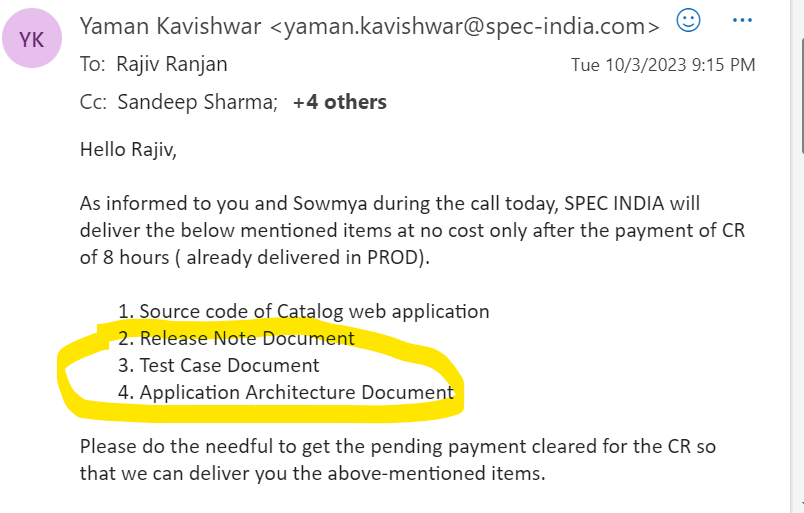 YK
Yaman Kavishwar <yaman.kavishwar@spec-india.com>
To: Rajiv Ranjan
Tue 10/3/2023 9:15 PM
Cc: Sandeep Sharma; +4 others
Hello Rajiv,
As informed to you and Sowmya during the call today, SPEC INDIA will
deliver the below mentioned items at no cost only after the payment of CR
of 8 hours ( already delivered in PROD).
1. Source code of Catalog web application
2. Release Note Document
3. Test Case Document
4. Application Architecture Document
Please do the needful to get the pending payment cleared for the CR so
that we can deliver you the above-mentioned items.